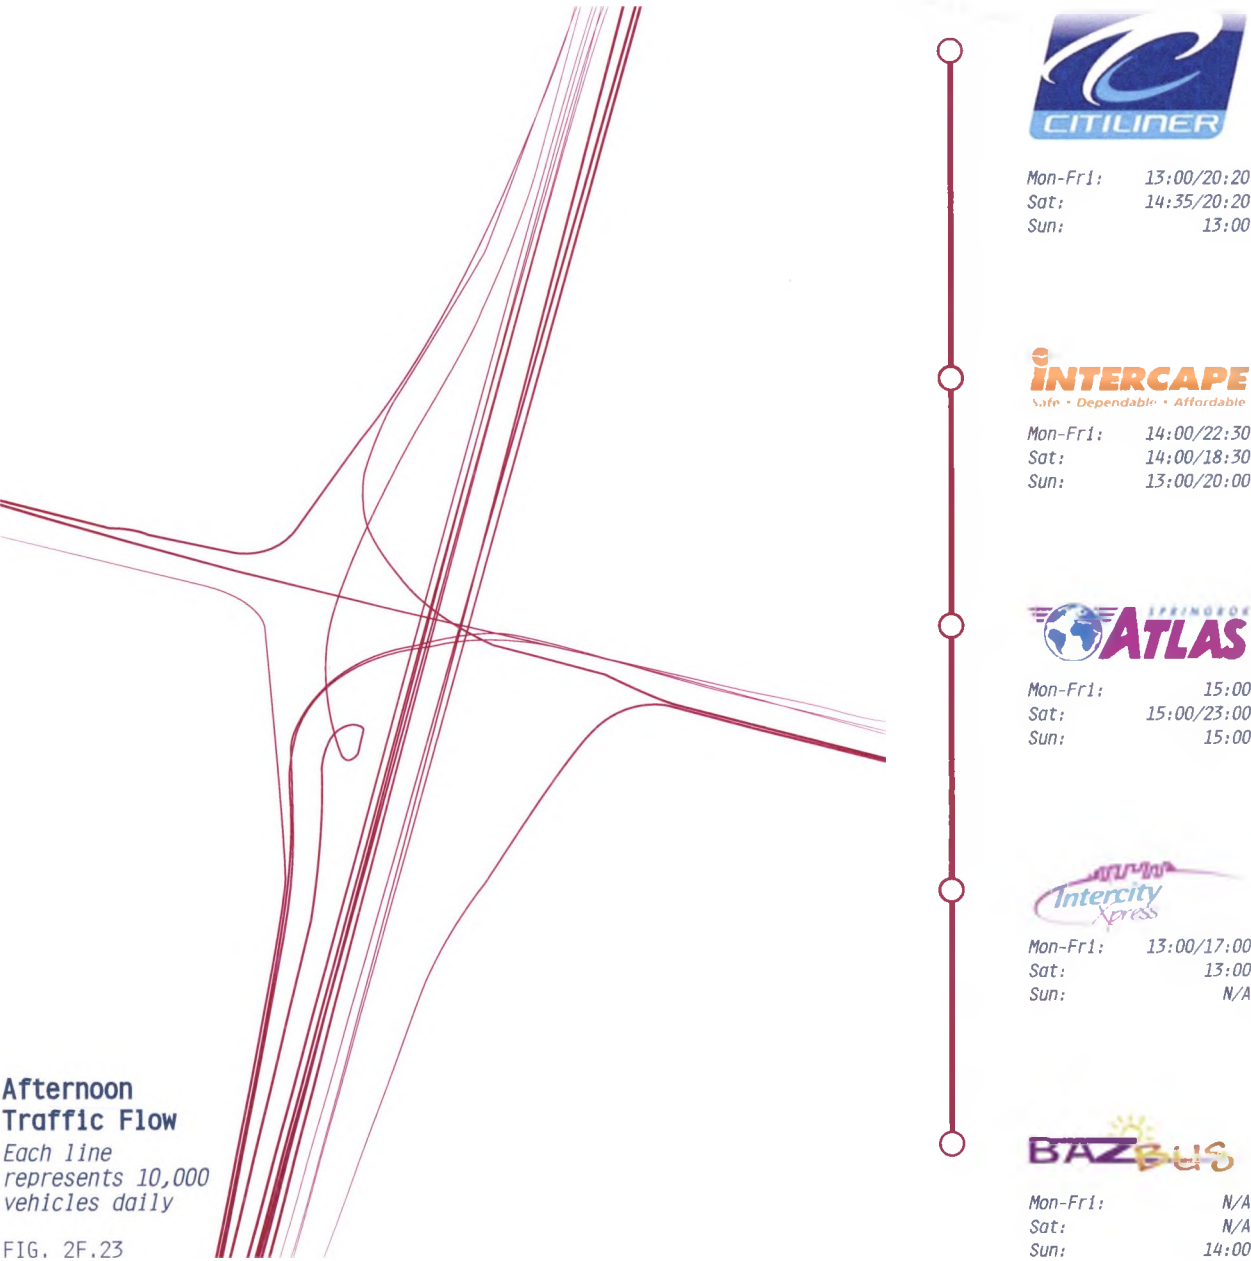 CITILINER
Mon-Fri: 13:00/20:20
Sat: 14:35/20:20
Sun: 13:00
INTERCAPE
Safe • Dependable • Affordable
Mon-Fri: 14:00/22:30
Sat: 14:00/18:30
Sun: 13:00/20:00
SPRINGBOK
ATLAS
Mon-Fri: 15:00
Sat: 15:00/23:00
Sun: 15:00
Intercity
Xpress
Mon-Fri: 13:00/17:00
Sat: 13:00
Sun: N/A
BAZBUS
Mon-Fri: N/A
Sat: N/A
Sun: 14:00
Afternoon
Traffic Flow
Each line
represents 10,000
vehicles daily
FIG. 2F.23